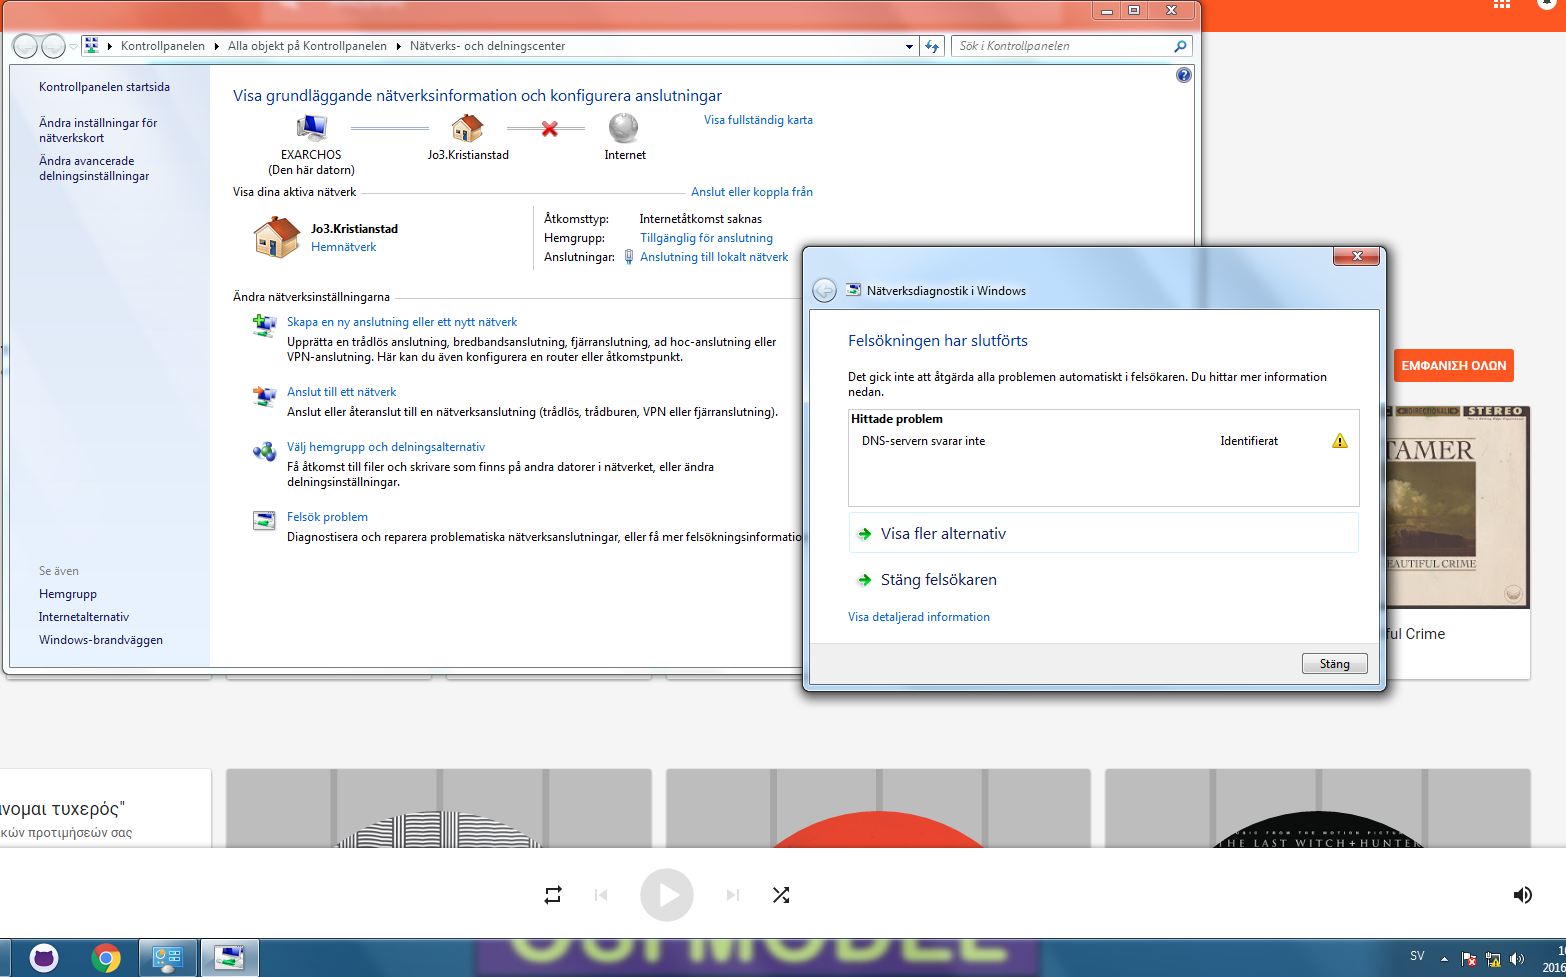 Kontrollpanelen
Alla objekt på Kontrollpanelen
Nätverks- och delningscenter
Sök i Kontrollpanelen
Kontrollpanelen startsida
Ändra inställningar för
nätverkskort
Ändra avancerade
delningsinställningar
Se även
Hemgrupp
Internetalternativ
Windows-brandväggen
Visa grundläggande nätverksinformation och konfigurera anslutningar
EXARCHOS
(Den här datorn)
Jo3.Kristianstad
Internet
Visa fullständig karta
Visa dina aktiva nätverk
Anslut eller koppla från
Jo3.Kristianstad
Hemnätverk
Åtkomsttyp: Internetåtkomst saknas
Hemgrupp: Tillgänglig för anslutning
Anslutningar: Anslutning till lokalt nätverk
Ändra nätverksinställningarna
Skapa en ny anslutning eller ett nytt nätverk
Upprätta en trådlös anslutning, bredbandsanslutning, fjärranslutning, ad hoc-anslutning eller
VPN-anslutning. Här kan du även konfigurera en router eller åtkomstpunkt.
Anslut till ett nätverk
Anslut eller återanslut till en nätverksanslutning (trådlös, trådburen, VPN eller fjärranslutning).
Välj hemgrupp och delningsalternativ
Få åtkomst till filer och skrivare som finns på andra datorer i nätverket, eller ändra
delningsinställningar.
Felsök problem
Diagnostisera och reparera problematiska nätverksanslutningar, eller få mer felsökningsinformatio
Nätverksdiagnostik i Windows
Felsökningen har slutförts
Det gick inte att åtgärda alla problemen automatiskt i felsökaren. Du hittar mer information
nedan.
Hittade problem
DNS-servern svarar inte Identifierat
Visa fler alternativ
Stäng felsökaren
Visa detaljerad information
Stäng
ΕΜΦΑΝΙΣΗ ΟΛΩΝ
DIRECTIONAL STEREO
TAMER
EAUTIFUL CRIME
ful Crime
νομαι τυχερός"
ικών προτιμήσεών σας
THE LAST WITCH + HUNTER
SV
2016